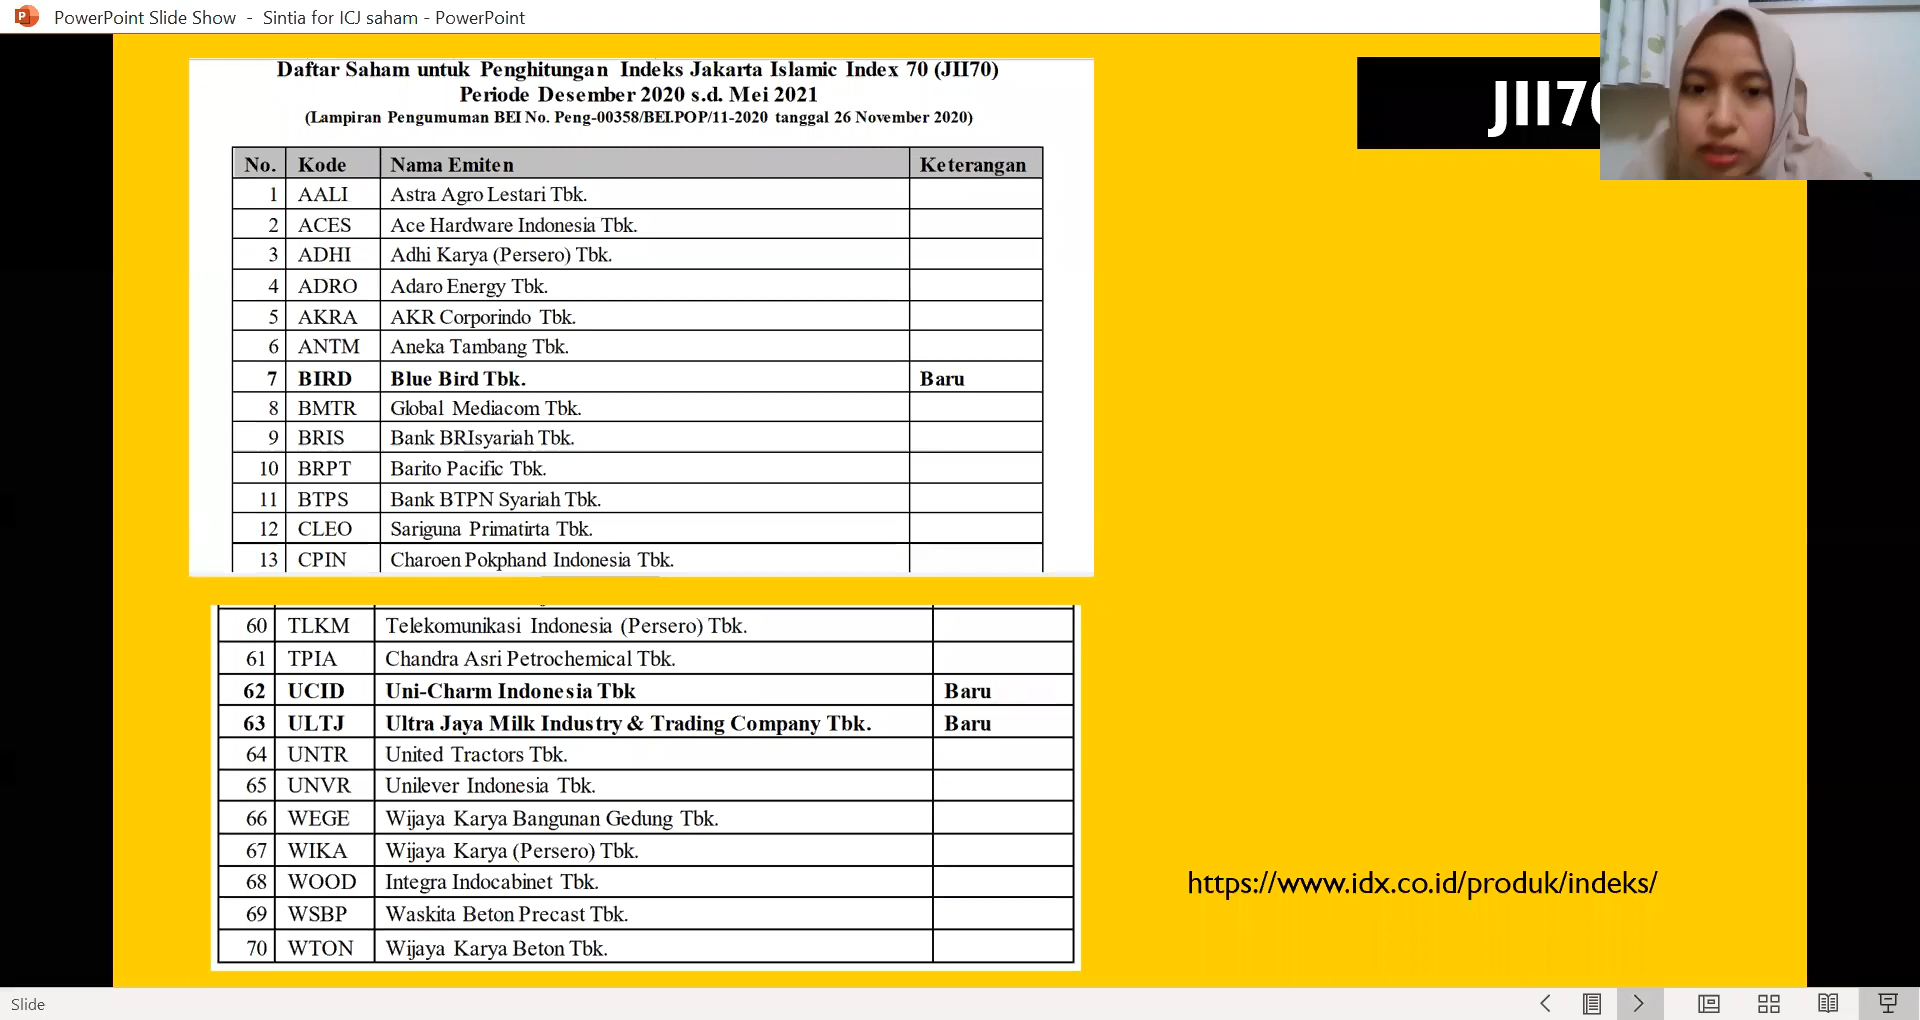 PowerPoint Slide Show - Sintia for ICJ saham - PowerPoint
Daftar Saham untuk Penghitungan Indeks Jakarta Islamic Index 70 (JII70)
Periode Desember 2020 s.d. Mei 2021
(Lampiran Pengumuman BEI No. Peng-00358/BEI.POP/11-2020 tanggal 26 November 2020)
No. Kode Nama Emiten Keterangan
1 AALI Astra Agro Lestari Tbk.
2 ACES Ace Hardware Indonesia Tbk.
3 ADHI Adhi Karya (Persero) Tbk.
4 ADRO Adaro Energy Tbk.
5 AKRA AKR Corporindo Tbk.
6 ANTM Aneka Tambang Tbk.
7 BIRD Blue Bird Tbk. Baru
8 BMTR Global Mediacom Tbk.
9 BRIS Bank BRIsyariah Tbk.
10 BRPT Barito Pacific Tbk.
11 BTPS Bank BTPN Syariah Tbk.
12 CLEO Sariguna Primatirta Tbk.
13 CPIN Charoen Pokphand Indonesia Tbk.
60 TLKM Telekomunikasi Indonesia (Persero) Tbk.
61 TPIA Chandra Asri Petrochemical Tbk.
62 UCID Uni-Charm Indonesia Tbk Baru
63 ULTJ Ultra Jaya Milk Industry & Trading Company Tbk. Baru
64 UNTR United Tractors Tbk.
65 UNVR Unilever Indonesia Tbk.
66 WEGE Wijaya Karya Bangunan Gedung Tbk.
67 WIKA Wijaya Karya (Persero) Tbk.
68 WOOD Integra Indocabinet Tbk.
69 WSBP Waskita Beton Precast Tbk.
70 WTON Wijaya Karya Beton Tbk.
JII70
https://www.idx.co.id/produk/indeks/
Slide